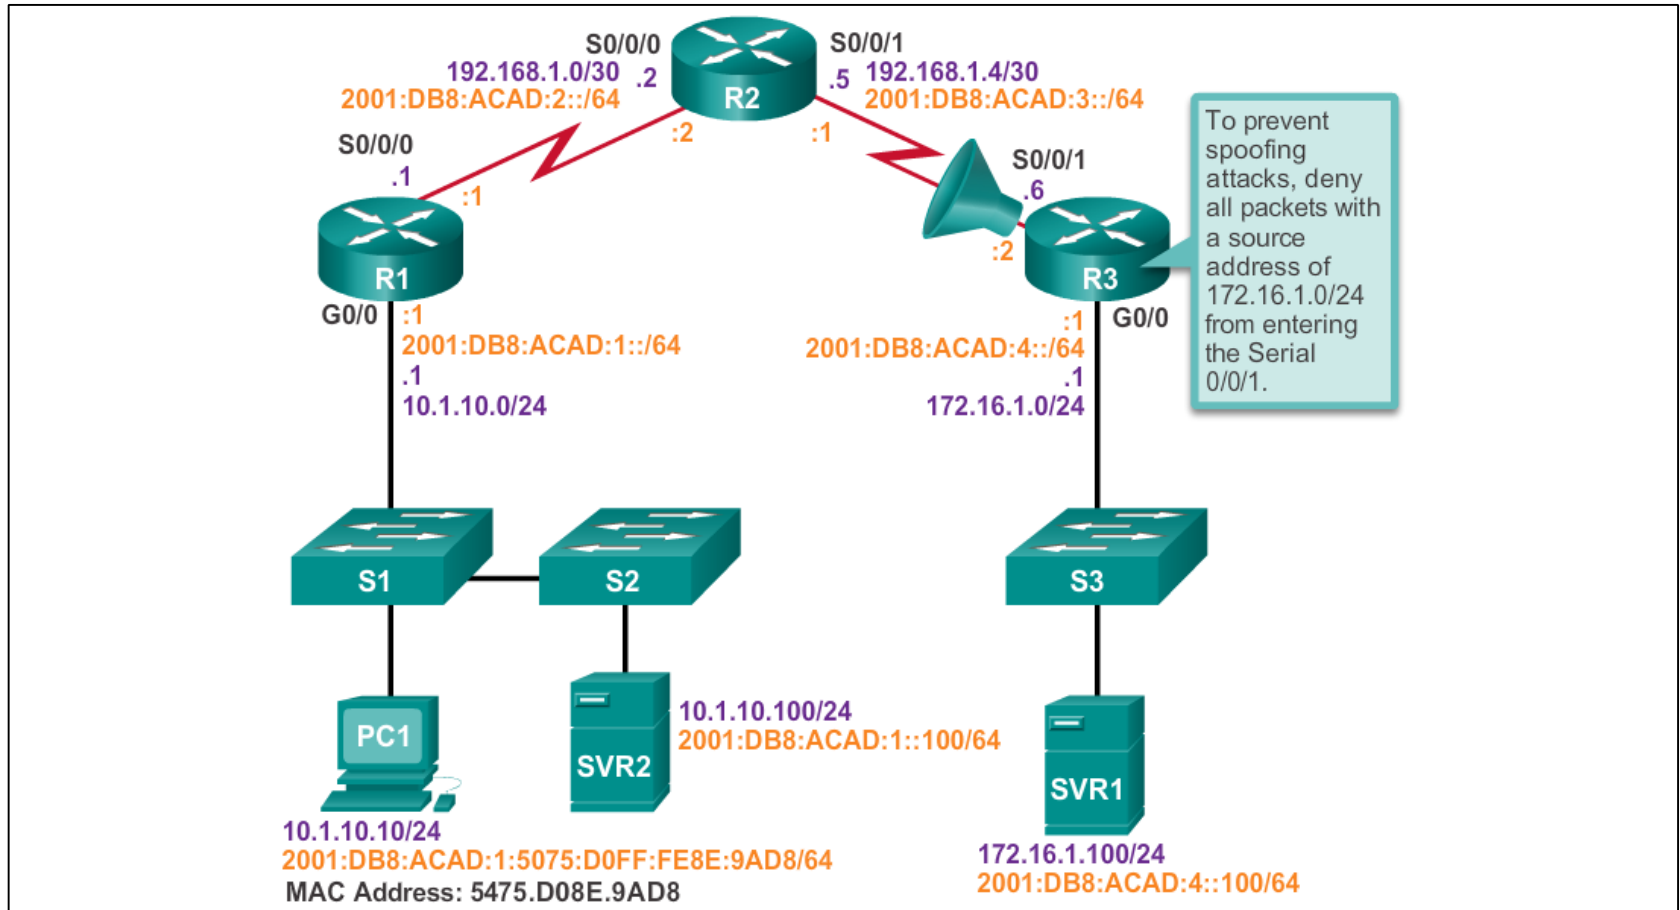 S0/0/0
192.168.1.0/30
.2
2001:DB8:ACAD:2::/64
:2
R2
S0/0/1
.5
192.168.1.4/30
2001:DB8:ACAD:3::/64
:1
S0/0/0
.1
:1
R1
S0/0/1
.6
:2
R3
To prevent
spoofing
attacks, deny
all packets with
a source
address of
172.16.1.0/24
from entering
the Serial
0/0/1.
G0/0
:1
2001:DB8:ACAD:1::/64
.1
10.1.10.0/24
G0/0
:1
2001:DB8:ACAD:4::/64
.1
172.16.1.0/24
S1
S2
S3
PC1
10.1.10.10/24
2001:DB8:ACAD:1:5075:D0FF:FE8E:9AD8/64
MAC Address: 5475.D08E.9AD8
SVR2
10.1.10.100/24
2001:DB8:ACAD:1::100/64
SVR1
172.16.1.100/24
2001:DB8:ACAD:4::100/64